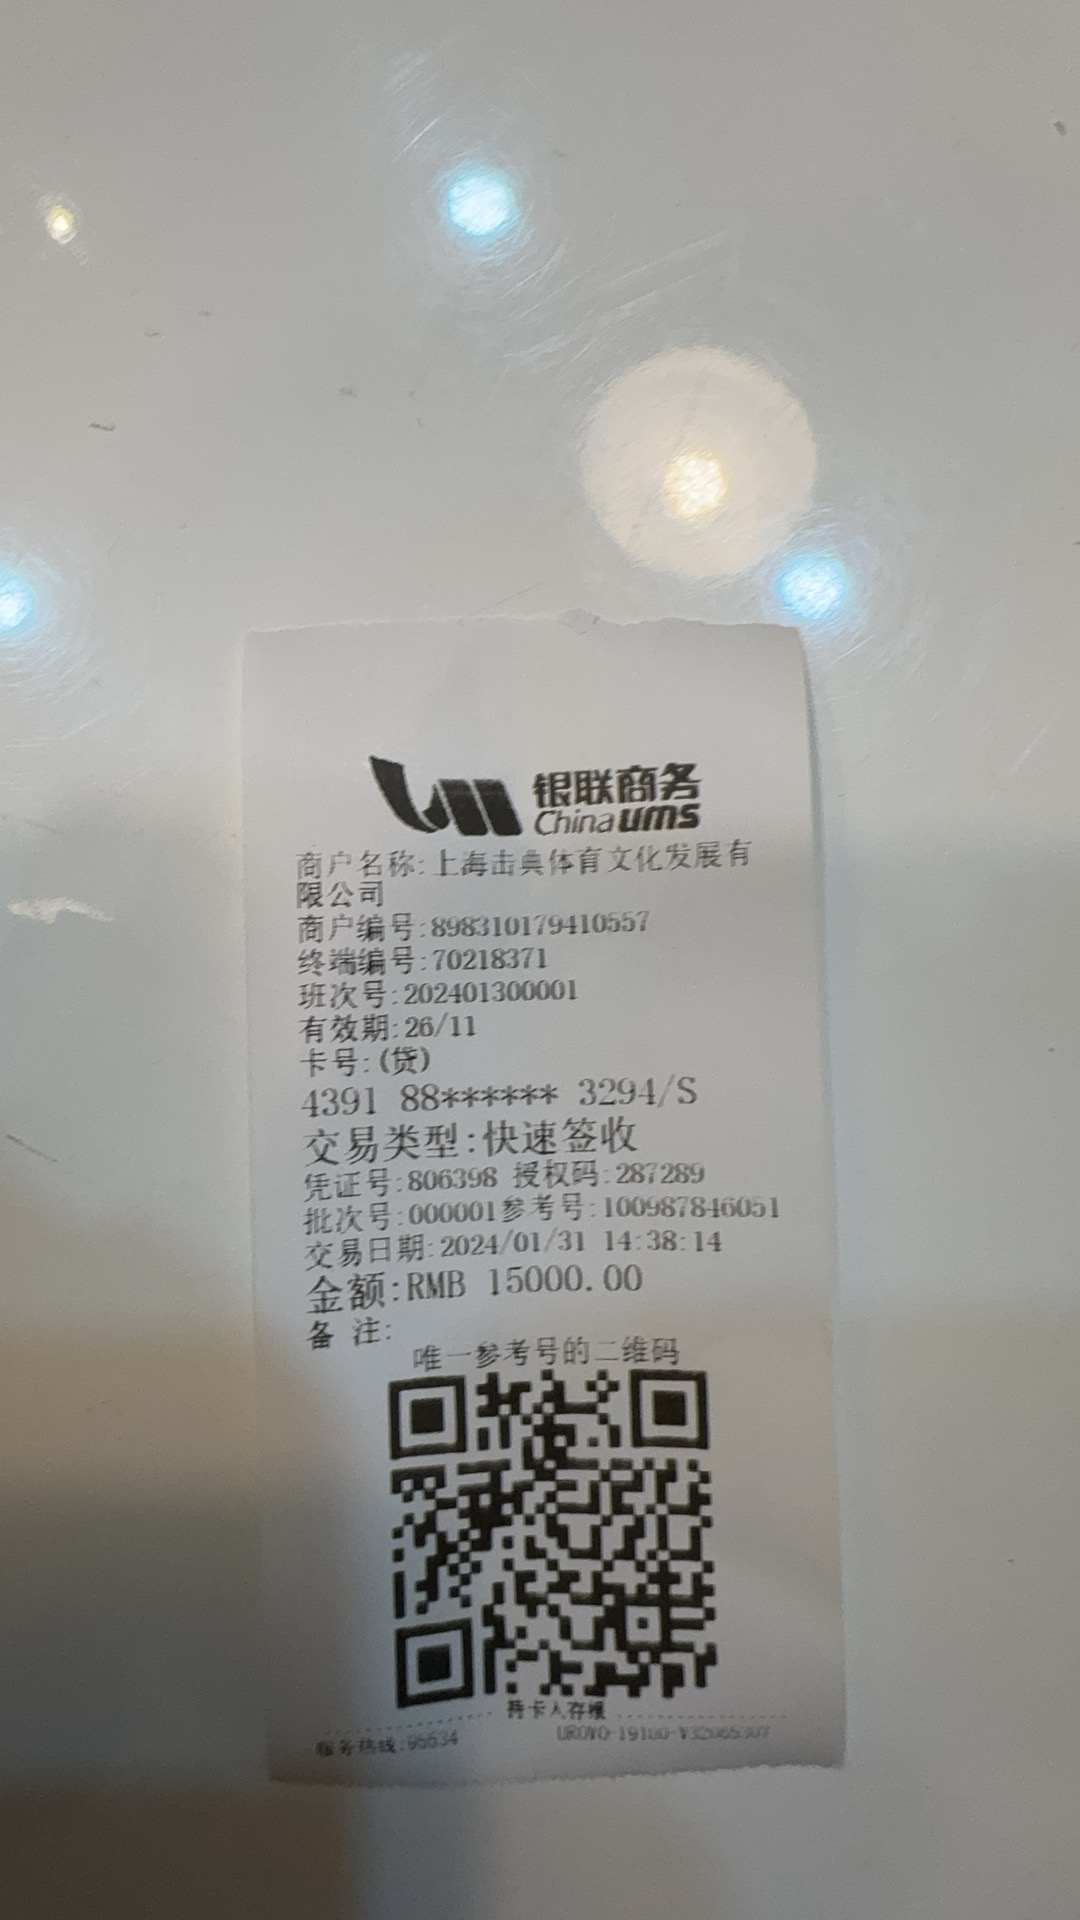 银联商务
Chinaums
商户名称:上海击典体育文化发展有
限公司
商户编号:898310179410557
终端编号:70218371
班次号:202401300001
有效期:26/11
卡号:(贷)
4391 88****** 3294/S
交易类型:快速签收
凭证号:806398 授权码:287289
批次号:000001参考号:100987846051
交易日期:2024/01/31 14:38:14
金额:RMB 15000.00
备 注:
唯一参考号的二维码
持卡人存根
服务热线:95534